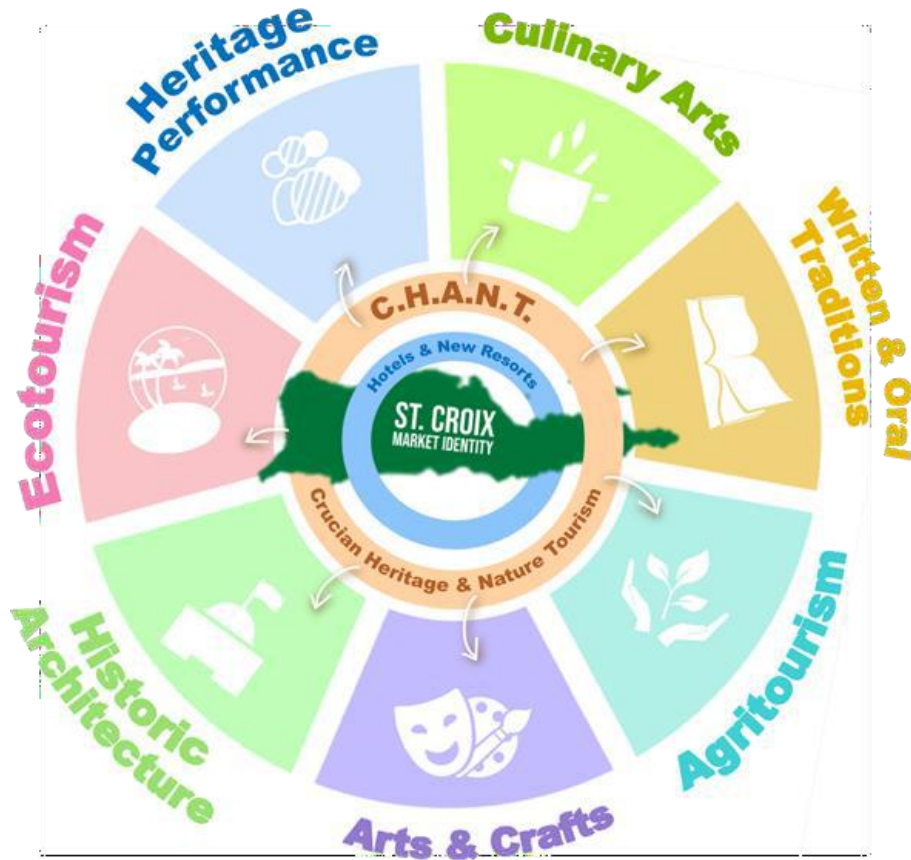 Heritage
Performance
Culinary Arts
Written & Oral
Traditions
Agritourism
Arts & Crafts
Historic
Architecture
Ecotourism
C.H.A.N.T.
Hotels & New Resorts
ST. CROIX
MARKET IDENTITY
Crucian Heritage & Nature Tourism